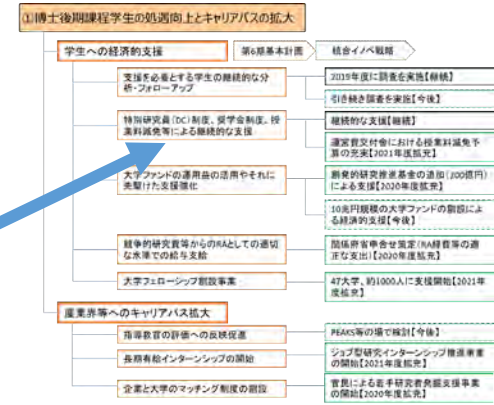 ①博士後期課程学生の処遇向上とキャリアパスの拡大
学生への経済的支援
第6期基本計画
統合イノベ戦略
支援を必要とする学生の継続的な分
析・フォローアップ
2019年度に調査を実施【継続】
引き続き調査を実施【今後】
特別研究員(DC)制度、奨学金制度、授
業料減免等による継続的な支援
継続的な支援【継続】
運営費交付金における授業料減免予
算の充実【2021年度拡充】
大学ファンドの運用益の活用やそれに
先駆けた支援強化
創発的研究推進基金の追加(200億円)
による支援【2020年度拡充】
10兆円規模の大学ファンドの創設によ
る経済的支援【今後】
競争的研究費等からのRAとしての適切
な水準での給与支給
関係府省申合せ策定(RA経費等の適
正な支出)【2020年度拡充】
大学フェローシップ創設事業
47大学、約1000人に支援開始【2021年
度拡充】
産業界等へのキャリアパス拡大
指導教官の評価への反映促進
PEAKS等の場で検討【今後】
長期有給インターンシップの開始
ジョブ型研究インターンシップ推進事業
の開始【2021年度拡充】
企業と大学のマッチング制度の創設
官民による若手研究者発掘支援事業
の開始【2020年度拡充】